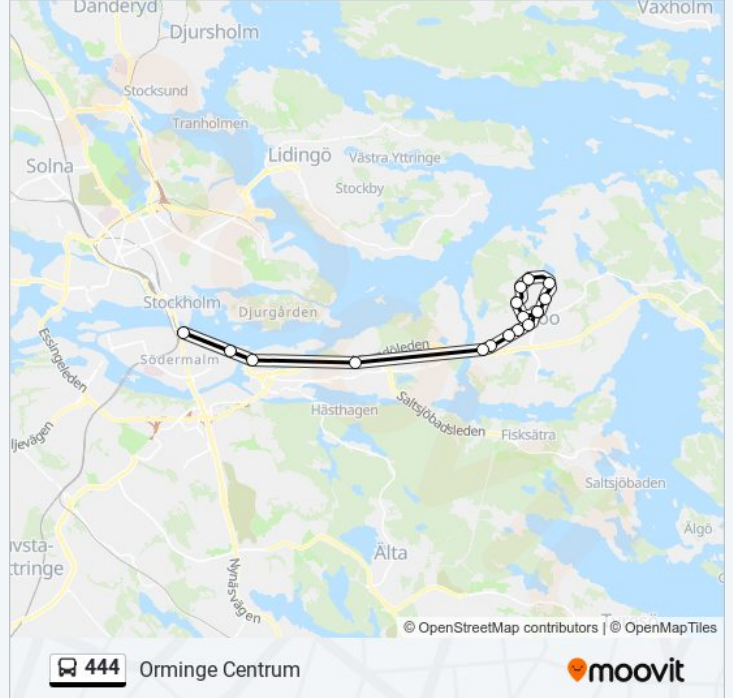 Danderyd
Vaxholm
Djursholm
Stocksund
Tranholmen
Solna
Lidingö
Västra Yttringe
Stockby
Stockholm
Djurgården
Essingeleden
Södermalm
Hästhagen
Saltsjöbadsleden
Fisksätra
Saltsjöbaden
Älgö
Älta
Nynäsvägen
© OpenStreetMap contributors | © OpenMapTiles
444 Orminge Centrum
moovit